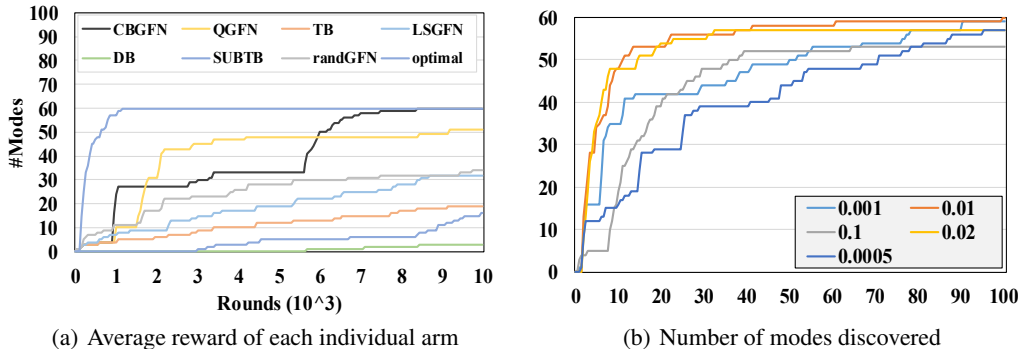 100
90
80
70
60
50
40
30
20
10
0
#Modes
CBGFN QGFN TB LSGFN
DB SUBTB randGFN optimal
0 1 2 3 4 5 6 7 8 9 10
Rounds (10^3)
(a) Average reward of each individual arm
60
50
40
30
20
10
0
0.001 0.01
0.1 0.02
0.0005
0 10 20 30 40 50 60 70 80 90 100
(b) Number of modes discovered